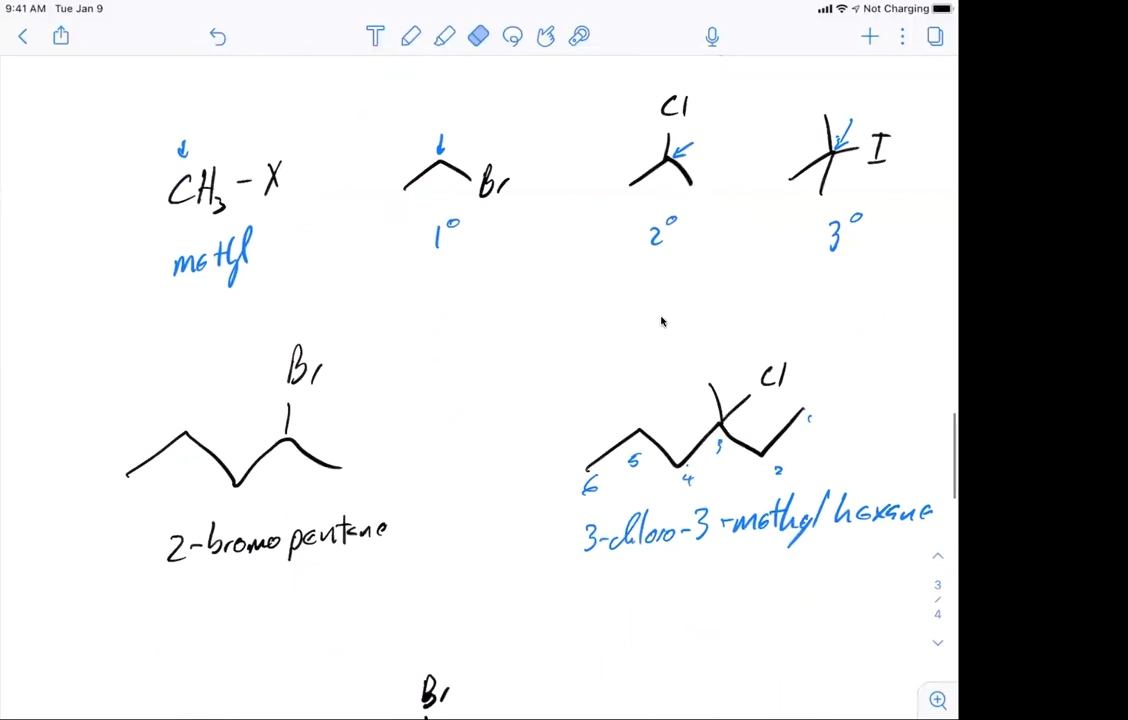 9:41 AM Tue Jan 9
Not Charging
T
Cl
CH3 - X
Br
I
methyl
1°
2°
3°
Br
Cl
6 5 4 3 2 1
2-bromopentane
3-chloro-3-methylhexane
3
/
4
Br